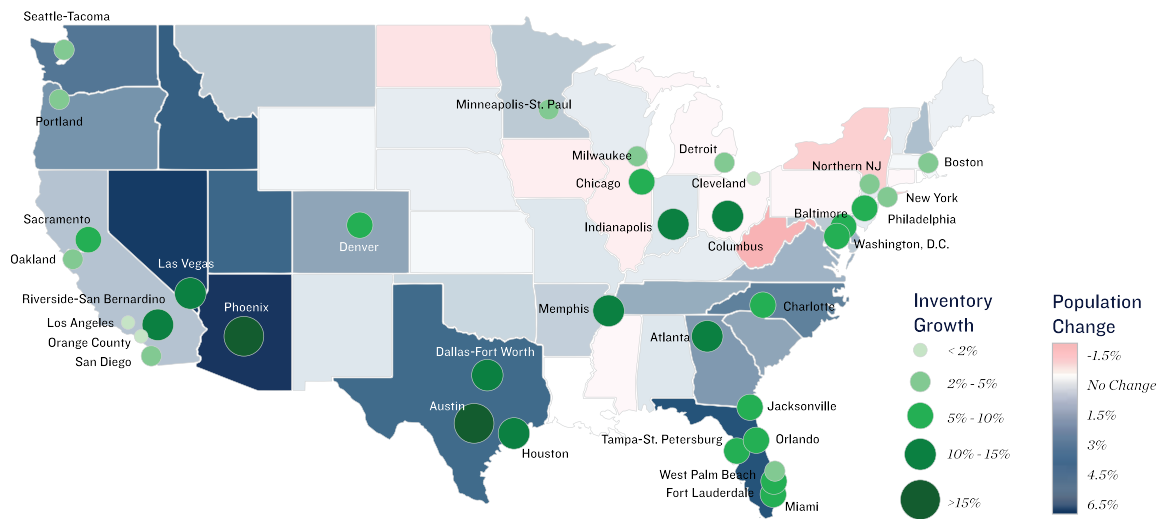 Seattle-Tacoma
Portland
Minneapolis-St. Paul
Milwaukee
Detroit
Chicago
Cleveland
Northern NJ
Boston
New York
Baltimore
Philadelphia
Washington, D.C.
Sacramento
Oakland
Denver
Indianapolis
Columbus
Las Vegas
Riverside-San Bernardino
Los Angeles
Orange County
San Diego
Phoenix
Memphis
Charlotte
Atlanta
Dallas-Fort Worth
Austin
Houston
Jacksonville
Tampa-St. Petersburg
Orlando
West Palm Beach
Fort Lauderdale
Miami
Inventory
Growth
< 2%
2% - 5%
5% - 10%
10% - 15%
>15%
Population
Change
-1.5%
No Change
1.5%
3%
4.5%
6.5%